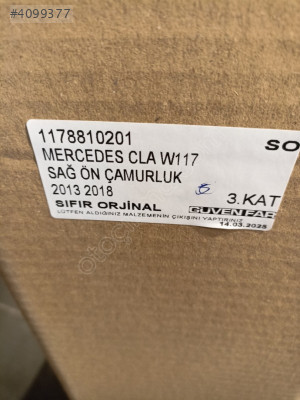 #4099377
1178810201
SO
MERCEDES CLA W117
SAĞ ÖN ÇAMURLUK
2013 2018
3.KAT
SIFIR ORJİNAL
GÜVEN FAR
LÜTFEN ALDIĞINIZ MALZEMENİN ÇIKIŞINI YAPTIRINIZ
14.03.2025